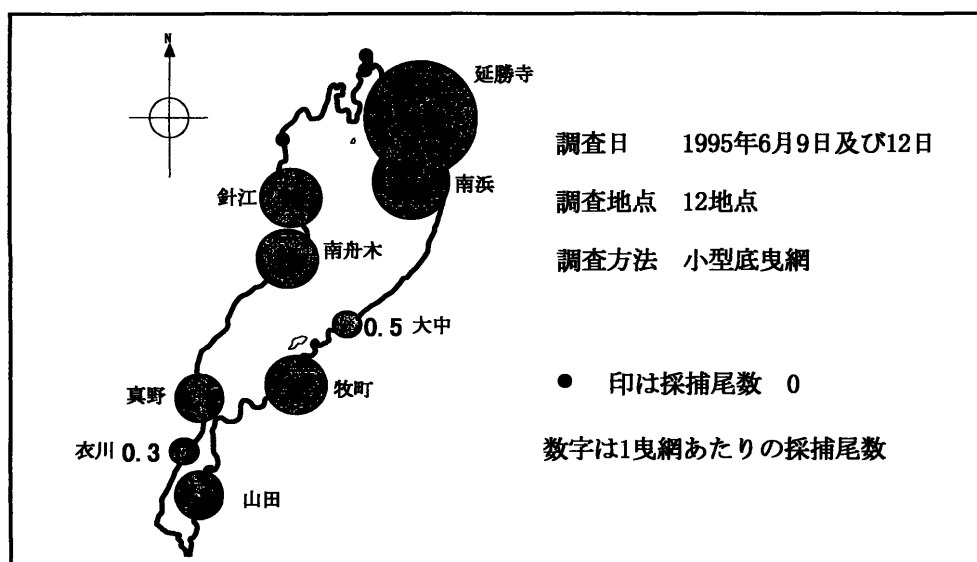 N
延勝寺
調査日 1995年6月9日及び12日
針江
南浜
調査地点 12地点
南舟木
調査方法 小型底曳網
0.5 大中
真野
牧町
● 印は採捕尾数 0
衣川 0.3
数字は1曳網あたりの採捕尾数
山田